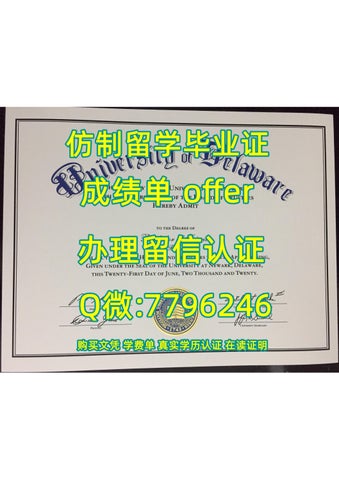 University of Delaware
仿制留学毕业证
成绩单 offer
Hereby Admit
to the Degree of
办理留信认证
Given under the Seal of the University at Newark, Delaware,
this Twenty-First Day of June, Two Thousand and Twenty.
Q微:7796246
购买文凭 学费单 真实学历认证 在读证明